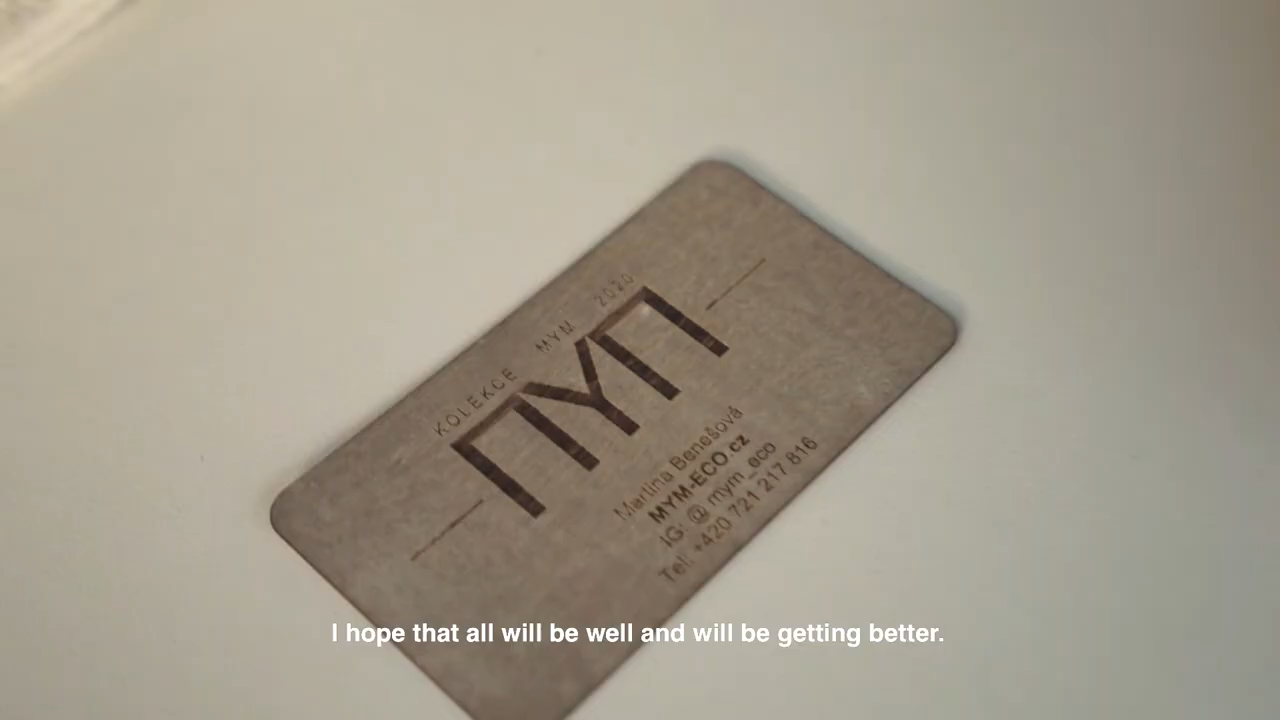 KOLEKCE MYM 2020
MYM
Martina Benešová
MYM-ECO.cz
IG: @ mym_eco
Tel: +420 721 217 816
I hope that all will be well and will be getting better.